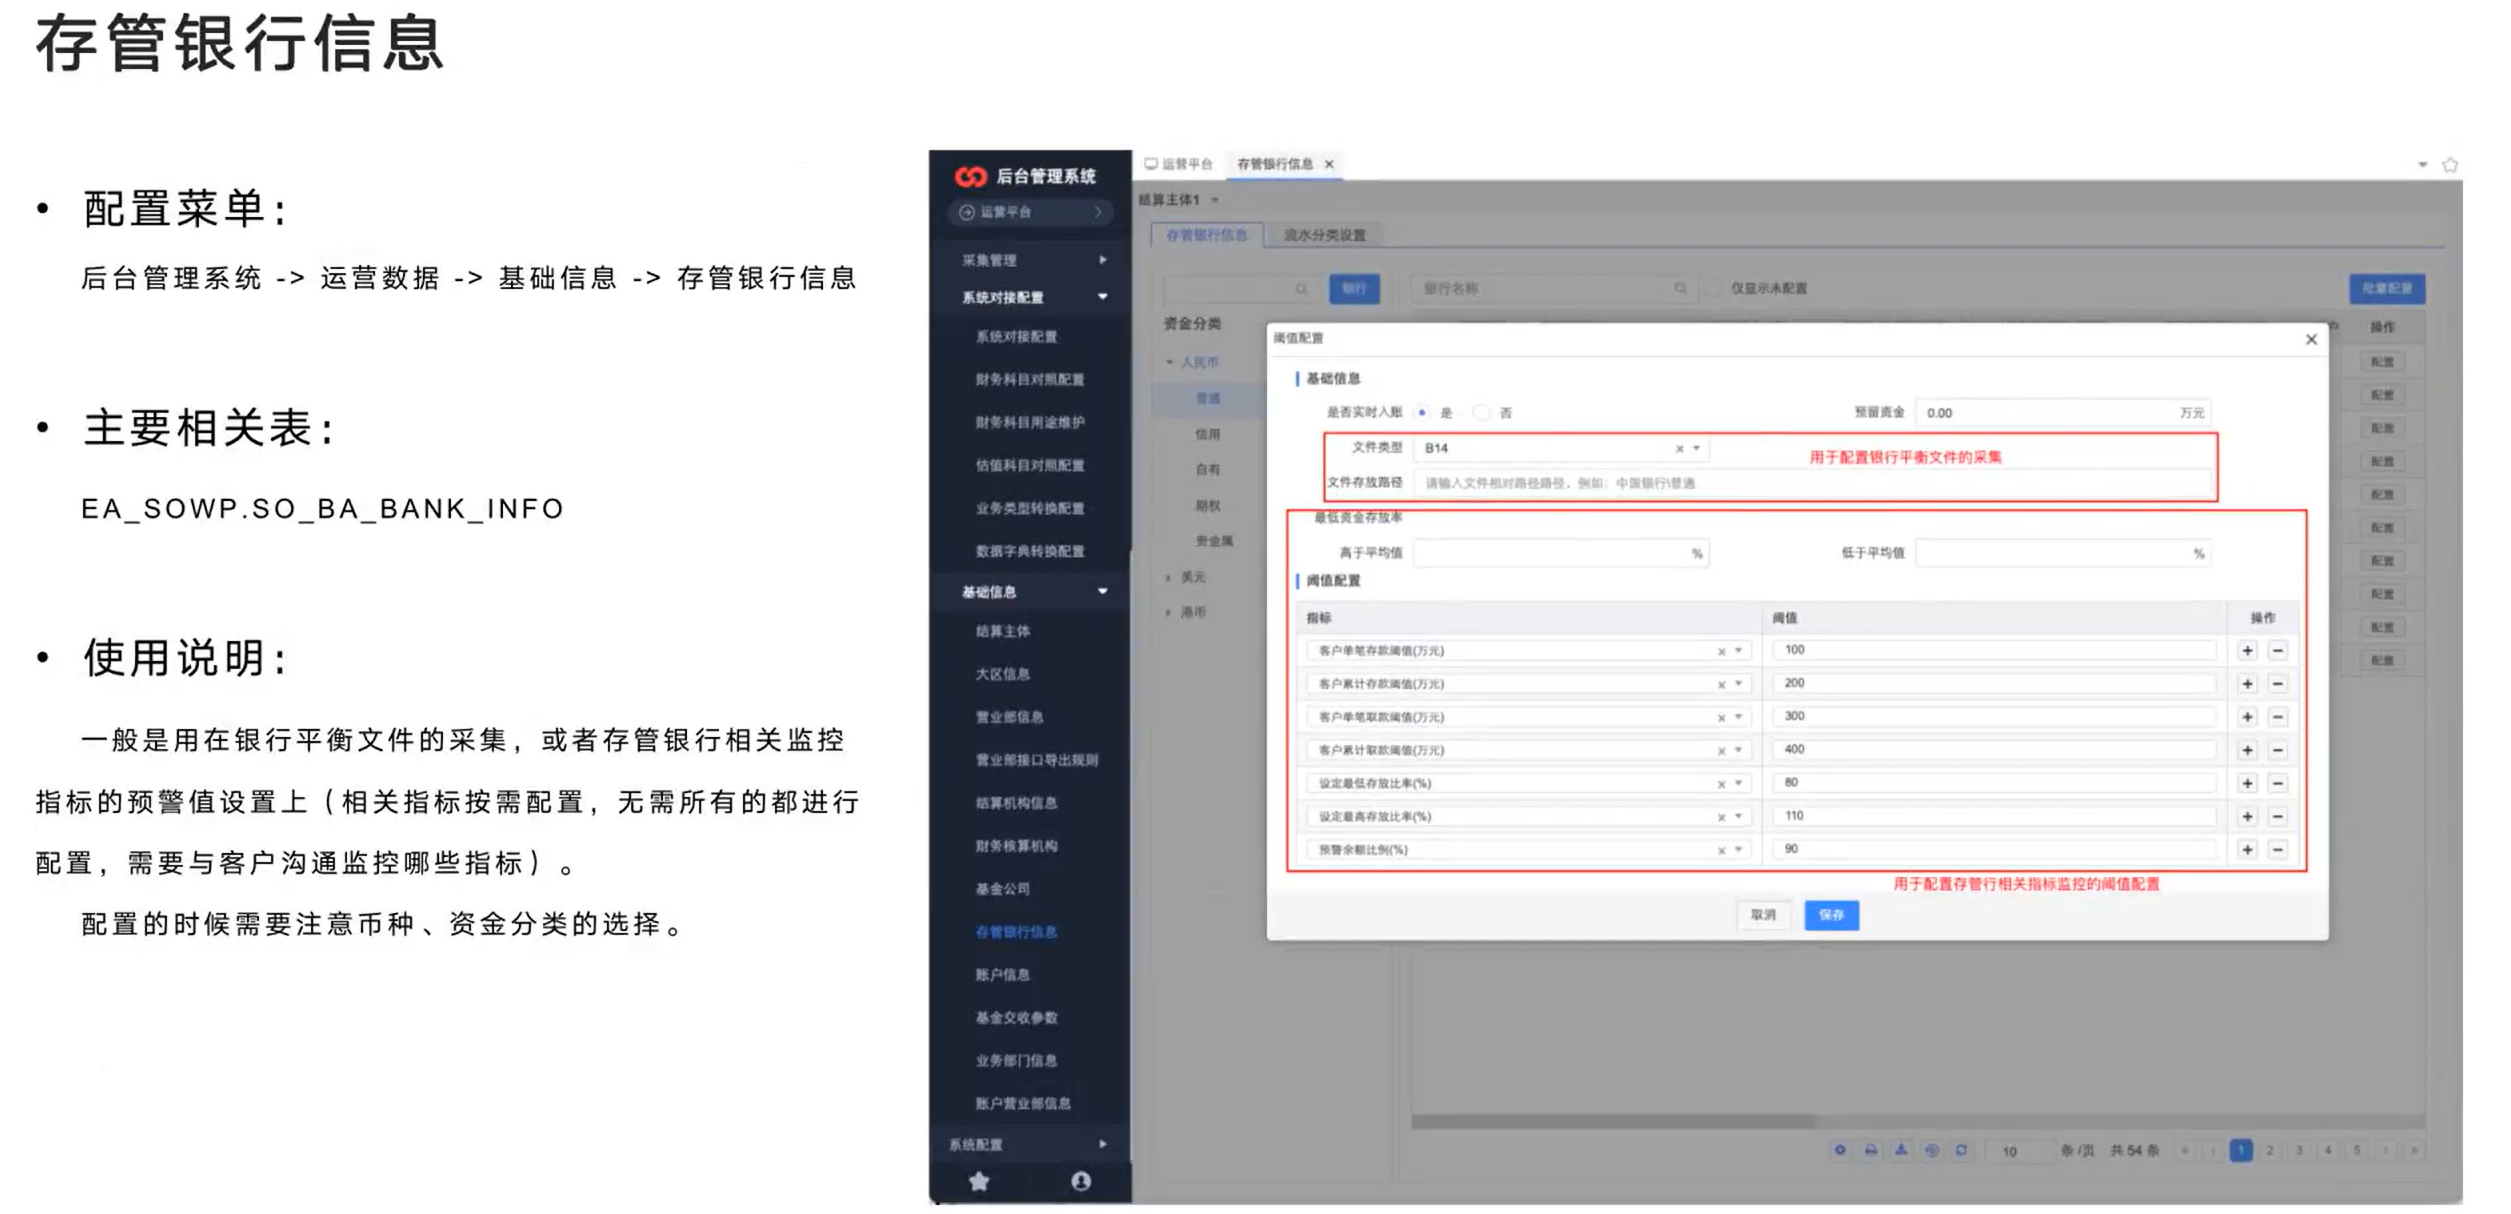 存管银行信息
• 配置菜单：
后台管理系统 -> 运营数据 -> 基础信息 -> 存管银行信息
• 主要相关表：
EA_SOWP.SO_BA_BANK_INFO
• 使用说明：
一般是用在银行平衡文件的采集，或者存管银行相关监控
指标的预警值设置上（相关指标按需配置，无需所有的都进行
配置，需要与客户沟通监控哪些指标）。
配置的时候需要注意币种、资金分类的选择。
后台管理系统
运营平台
采集管理
系统对接配置
系统对接配置
财务科目对照配置
财务科目用途维护
估值科目对照配置
业务类型转换配置
数据字典转换配置
基础信息
结算主体
大区信息
营业部信息
营业部接口导出规则
结算机构信息
财务核算机构
基金公司
存管银行信息
账户信息
基金交收参数
业务部门信息
账户营业部信息
系统配置
运营平台 存管银行信息 ×
结算主体1
存管银行信息 流水分类设置
银行 银行名称 仅显示未配置 批量配置
资金分类
人民币
普通
信用
自有
期权
资金属
美元
港币
户 操作
配置
配置
配置
配置
配置
配置
配置
配置
配置
配置
阈值配置
基础信息
是否实时入账 是 否 预留资金 0.00 万元
文件类型 B14
用于配置银行平衡文件的采集
文件存放路径 请输入文件相对路径路径，例如：中国银行\普通
最低资金存放率
高于平均值 % 低于平均值 %
阈值配置
指标 阈值 操作
客户单笔存款阈值(万元) 100
客户累计存款阈值(万元) 200
客户单笔取款阈值(万元) 300
客户累计取款阈值(万元) 400
设定最低存放比率(%) 80
设定最高存放比率(%) 110
预警余额比例(%) 90
用于配置存管行相关指标监控的阈值配置
取消 保存
10 条/页 共 54 条 « ‹ 1 2 3 4 5 › »